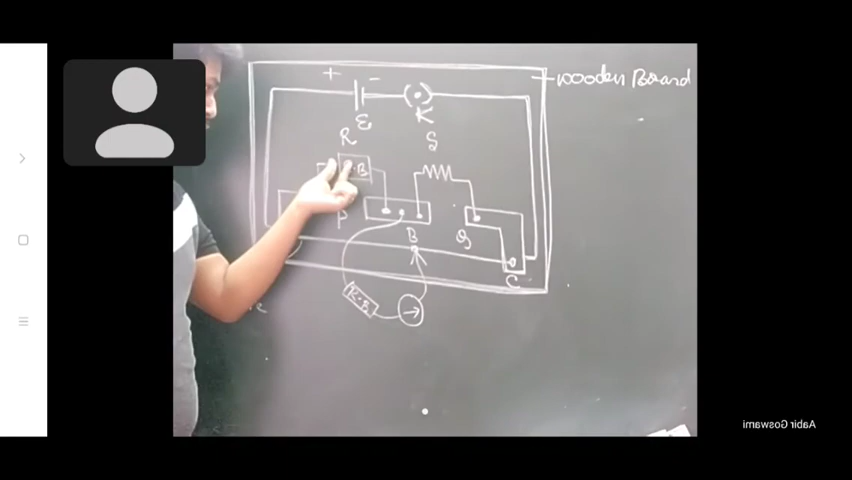 + -
wooden Board
ε
K
R
S
R·B
P
B
Q
C
R·B
Aabir Goswami